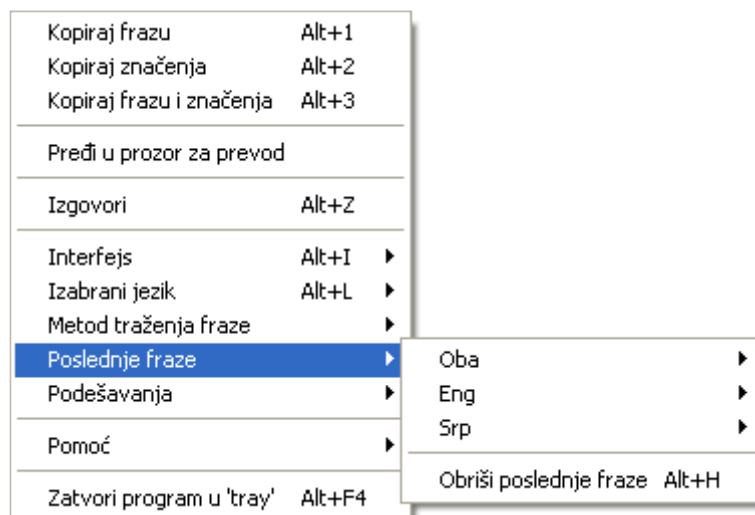 Kopiraj frazu Alt+1
Kopiraj značenja Alt+2
Kopiraj frazu i značenja Alt+3
Pređi u prozor za prevod
Izgovori Alt+Z
Interfejs Alt+I
Izabrani jezik Alt+L
Metod traženja fraze
Poslednje fraze
Podešavanja
Pomoć
Zatvori program u 'tray' Alt+F4
Oba
Eng
Srp
Obriši poslednje fraze Alt+H